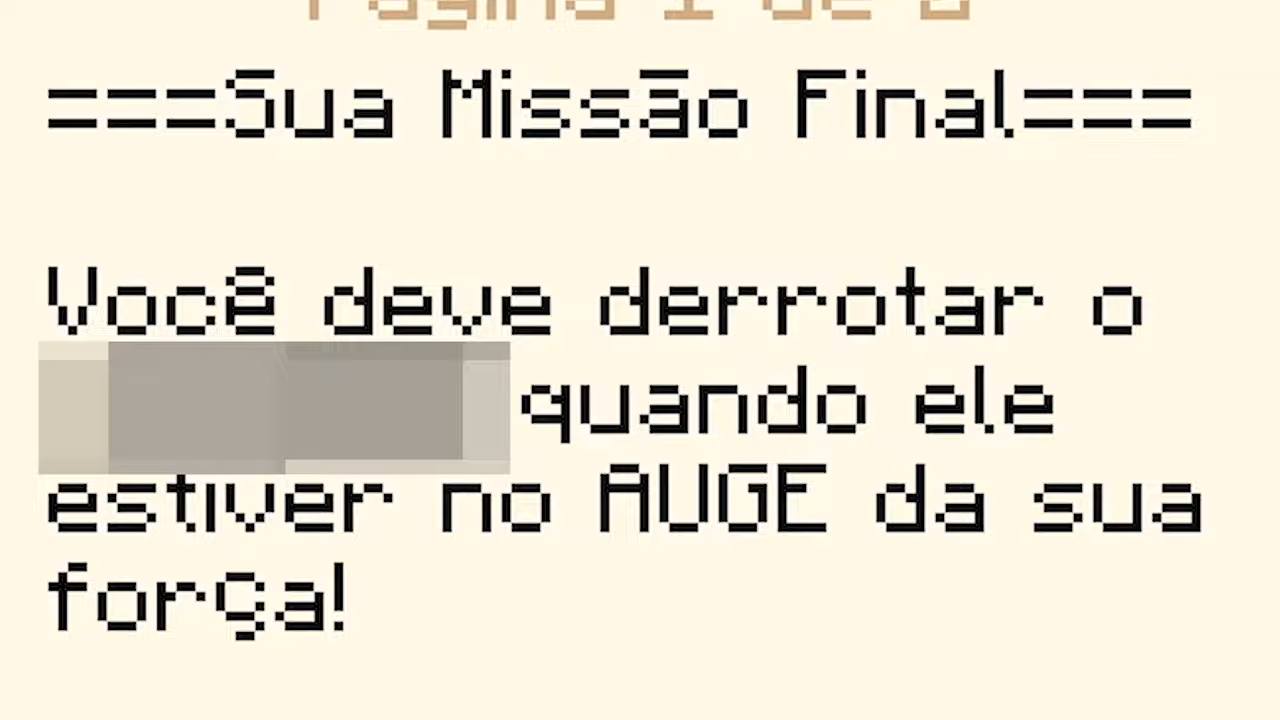 ===Sua Missão Final===
Você deve derrotar o
quando ele
estiver no AUGE da sua
força!